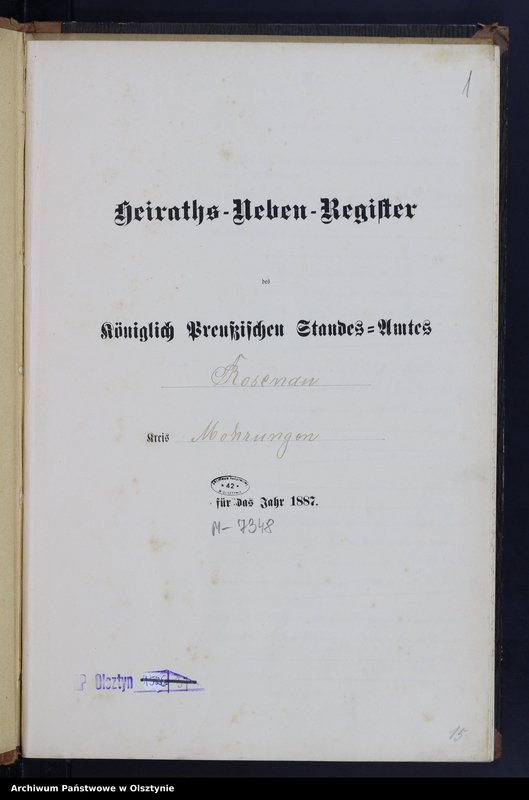 1
Heiraths-Neben-Register
des
Königlich Preußischen Standes-Amtes
Rosenau
Kreis Mohrungen
42
für das Jahr 1887.
M- 7348
AP Olsztyn
15
Archiwum Państwowe w Olsztynie